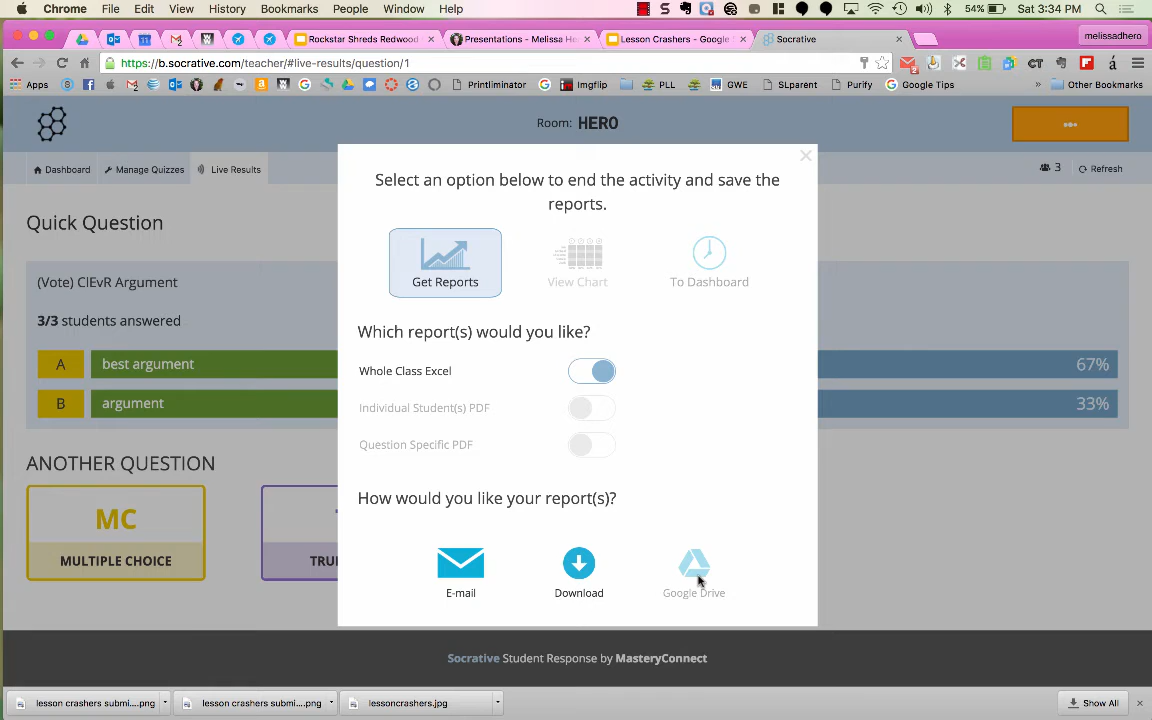 Chrome File Edit View History Bookmarks People Window Help 54% Sat 3:34 PM
Rockstar Shreds Redwood × Presentations - Melissa He × Lesson Crashers - Google S × Socrative × melissadhero
https://b.socrative.com/teacher/#live-results/question/1
Apps Printliminator Imgflip PLL GWE SLparent Purify Google Tips » Other Bookmarks
Room: HERO
Dashboard Manage Quizzes Live Results 3 Refresh
Select an option below to end the activity and save the
reports.
Get Reports View Chart To Dashboard
Quick Question
(Vote) ClEvR Argument
3/3 students answered
A best argument 67%
B argument 33%
Which report(s) would you like?
Whole Class Excel
Individual Student(s) PDF
Question Specific PDF
ANOTHER QUESTION
MC
MULTIPLE CHOICE
TRU
How would you like your report(s)?
E-mail Download Google Drive
Socrative Student Response by MasteryConnect
lesson crashers submi....png lesson crashers submi....png lessoncrashers.jpg Show All